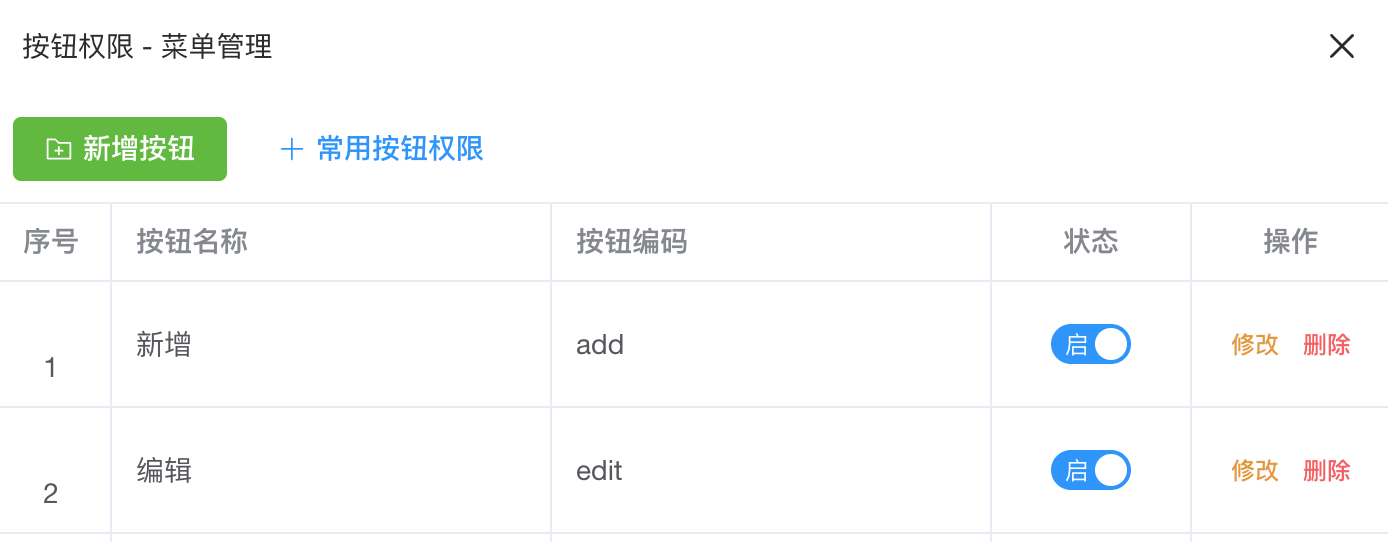 按钮权限 - 菜单管理
新增按钮 常用按钮权限
序号 按钮名称 按钮编码 状态 操作
1 新增 add 启 修改 删除
2 编辑 edit 启 修改 删除